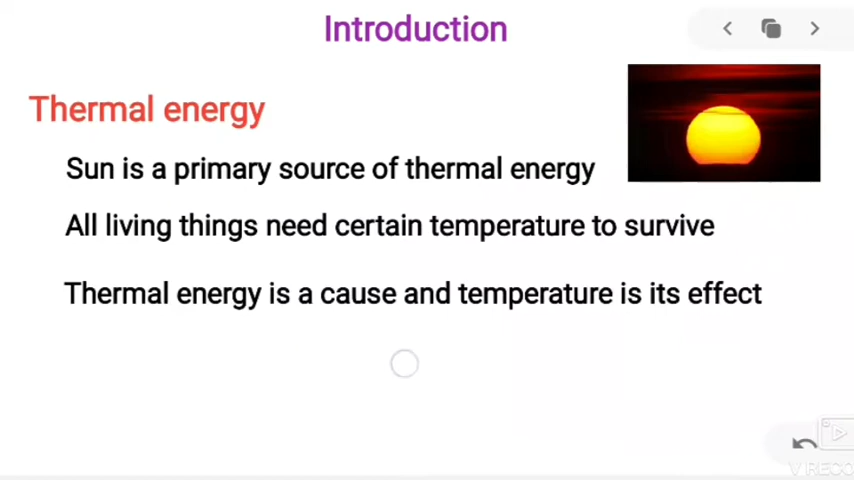 Introduction
Thermal energy
Sun is a primary source of thermal energy
All living things need certain temperature to survive
Thermal energy is a cause and temperature is its effect